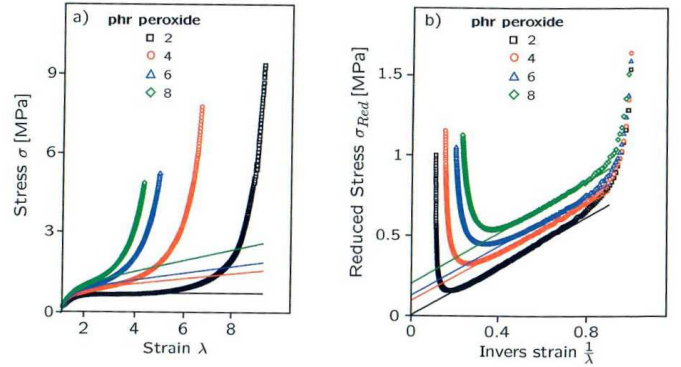 a)
phr peroxide
2
4
6
8
9
6
3
0
Stress σ [MPa]
2 4 6 8
Strain λ
b)
phr peroxide
2
4
6
8
1.5
1
0.5
0
Reduced Stress σRed [MPa]
0 0.4 0.8
Invers strain 1/λ